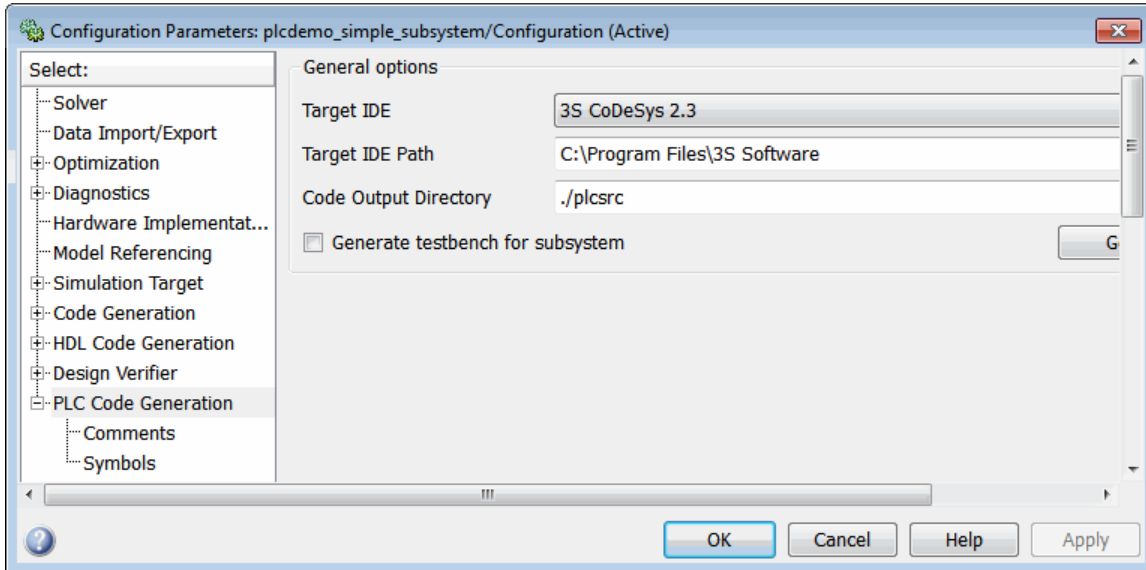 Configuration Parameters: plcdemo_simple_subsystem/Configuration (Active)
Select:
Solver
Data Import/Export
Optimization
Diagnostics
Hardware Implementat...
Model Referencing
Simulation Target
Code Generation
HDL Code Generation
Design Verifier
PLC Code Generation
Comments
Symbols
General options
Target IDE
3S CoDeSys 2.3
Target IDE Path
C:\Program Files\3S Software
Code Output Directory
./plcsrc
Generate testbench for subsystem
OK
Cancel
Help
Apply